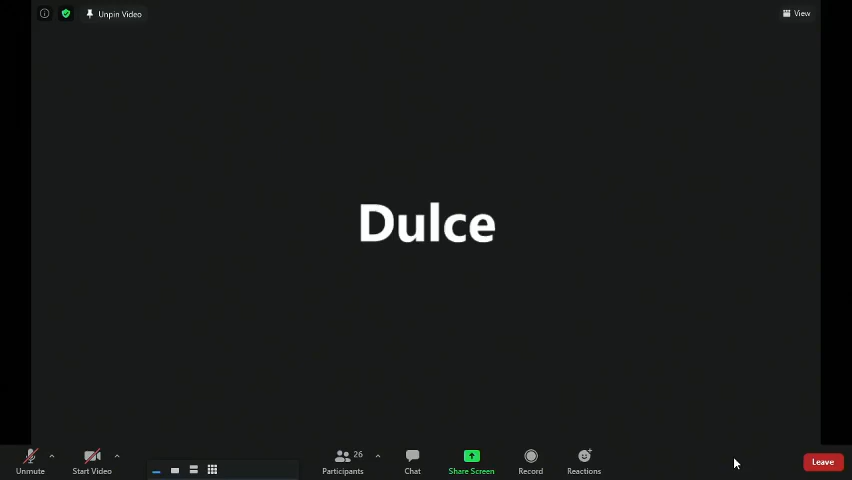 Unpin Video
View
Dulce
Unmute
Start Video
26
Participants
Chat
Share Screen
Record
Reactions
Leave